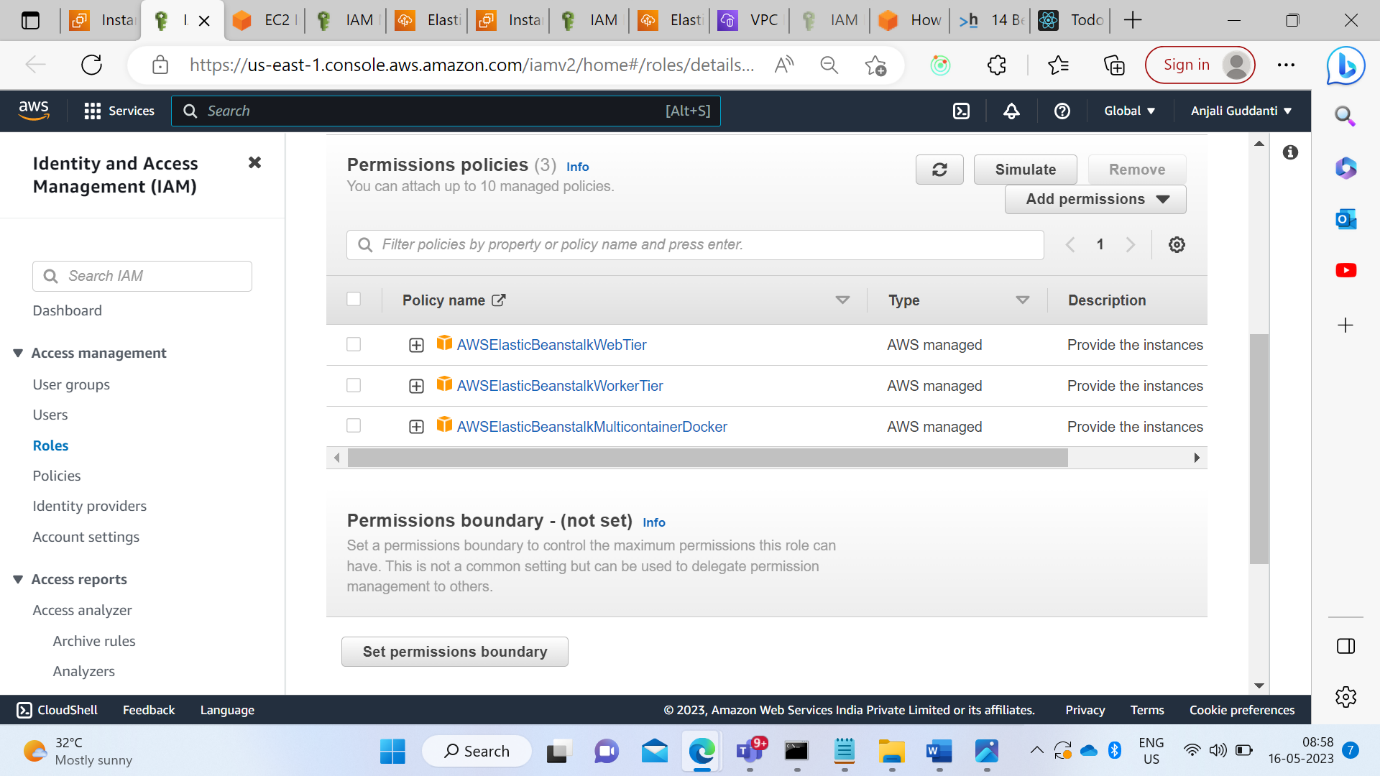 Insta
I
EC2 I
IAM
Elasti
Insta
IAM
Elasti
VPC
IAM
How
14 Be
Todo
https://us-east-1.console.aws.amazon.com/iamv2/home#/roles/details...
Sign in
aws
Services
Search
[Alt+S]
Global
Anjali Guddanti
Identity and Access
Management (IAM)
Search IAM
Dashboard
Access management
User groups
Users
Roles
Policies
Identity providers
Account settings
Access reports
Access analyzer
Archive rules
Analyzers
Permissions policies (3) Info
You can attach up to 10 managed policies.
Simulate
Remove
Add permissions
Filter policies by property or policy name and press enter.
1
Policy name
Type
Description
AWSElasticBeanstalkWebTier
AWS managed
Provide the instances
AWSElasticBeanstalkWorkerTier
AWS managed
Provide the instances
AWSElasticBeanstalkMulticontainerDocker
AWS managed
Provide the instances
Permissions boundary - (not set) Info
Set a permissions boundary to control the maximum permissions this role can
have. This is not a common setting but can be used to delegate permission
management to others.
Set permissions boundary
CloudShell
Feedback
Language
© 2023, Amazon Web Services India Private Limited or its affiliates.
Privacy
Terms
Cookie preferences
32°C
Mostly sunny
Search
9+
ENG
US
08:58
16-05-2023
7